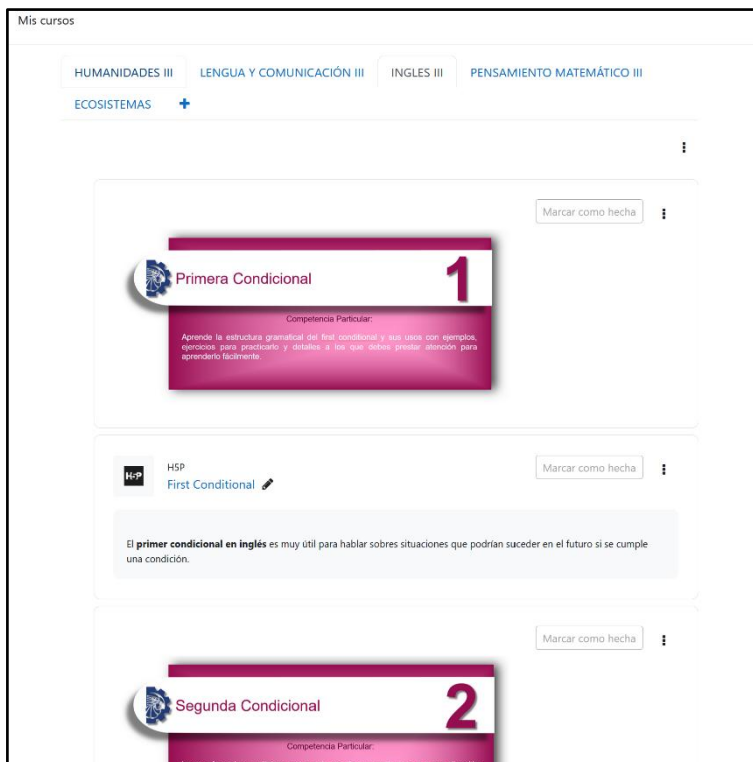 Mis cursos
HUMANIDADES III LENGUA Y COMUNICACIÓN III INGLES III PENSAMIENTO MATEMÁTICO III
ECOSISTEMAS +
Marcar como hecha
Primera Condicional 1
Competencia Particular:
Aprende la estructura gramatical del first conditional y sus usos con ejemplos,
ejercicios para practicarlo y detalles a los que debes prestar atención para
aprenderlo fácilmente.
H5P
H5P
Marcar como hecha
First Conditional
El primer condicional en inglés es muy útil para hablar sobres situaciones que podrían suceder en el futuro si se cumple
una condición.
Marcar como hecha
Segunda Condicional 2
Competencia Particular: